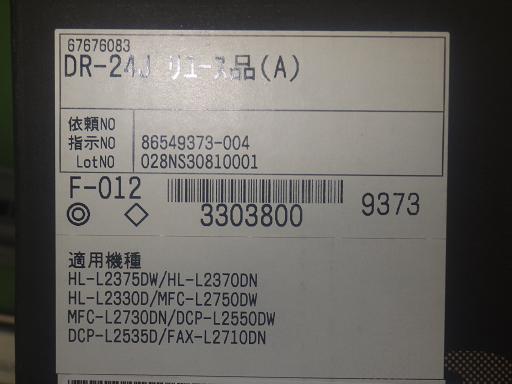 67676083
DR-24J リユース品(A)
依頼NO
指示NO 86549373-004
LotNO 028NS30810001
F-012
◎ ◇ 3303800 9373
適用機種
HL-L2375DW/HL-L2370DN
HL-L2330D/MFC-L2750DW
MFC-L2730DN/DCP-L2550DW
DCP-L2535D/FAX-L2710DN